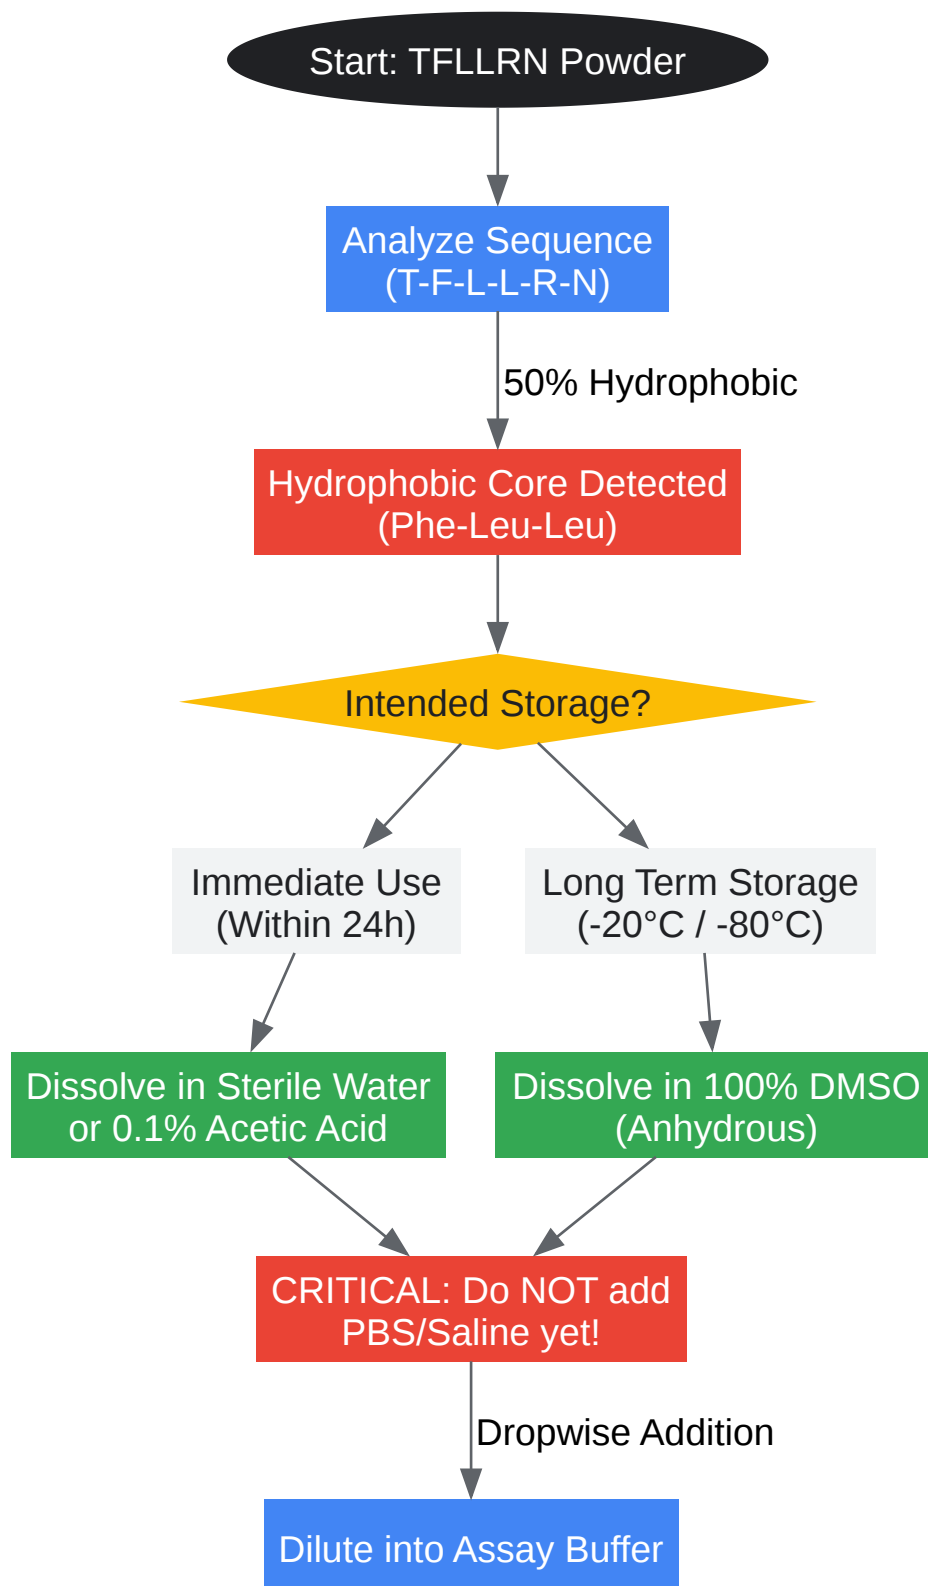 Start: TFLLRN Powder
Analyze Sequence
(T-F-L-L-R-N)
50% Hydrophobic
Hydrophobic Core Detected
(Phe-Leu-Leu)
Intended Storage?
Immediate Use
(Within 24h)
Long Term Storage
(-20°C / -80°C)
Dissolve in Sterile Water
or 0.1% Acetic Acid
Dissolve in 100% DMSO
(Anhydrous)
CRITICAL: Do NOT add
PBS/Saline yet!
Dropwise Addition
Dilute into Assay Buffer